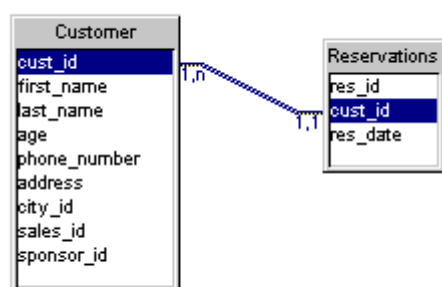 Customer
cust_id
first_name
last_name
age
phone_number
address
city_id
sales_id
sponsor_id
1,n
1,1
Reservations
res_id
cust_id
res_date